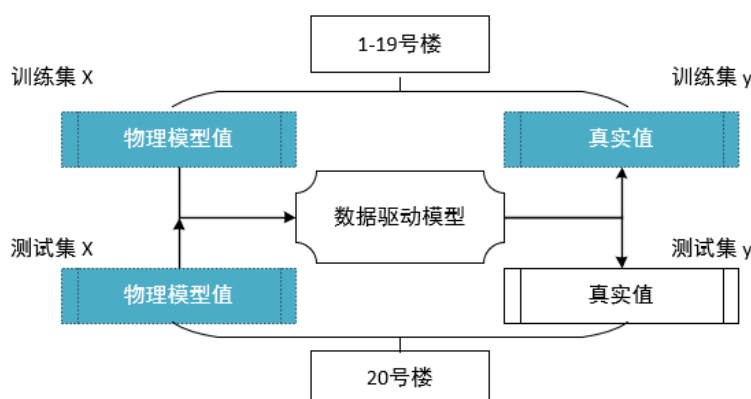 1-19号楼
训练集 X
训练集 y
物理模型值
真实值
数据驱动模型
测试集 X
测试集 y
物理模型值
真实值
20号楼